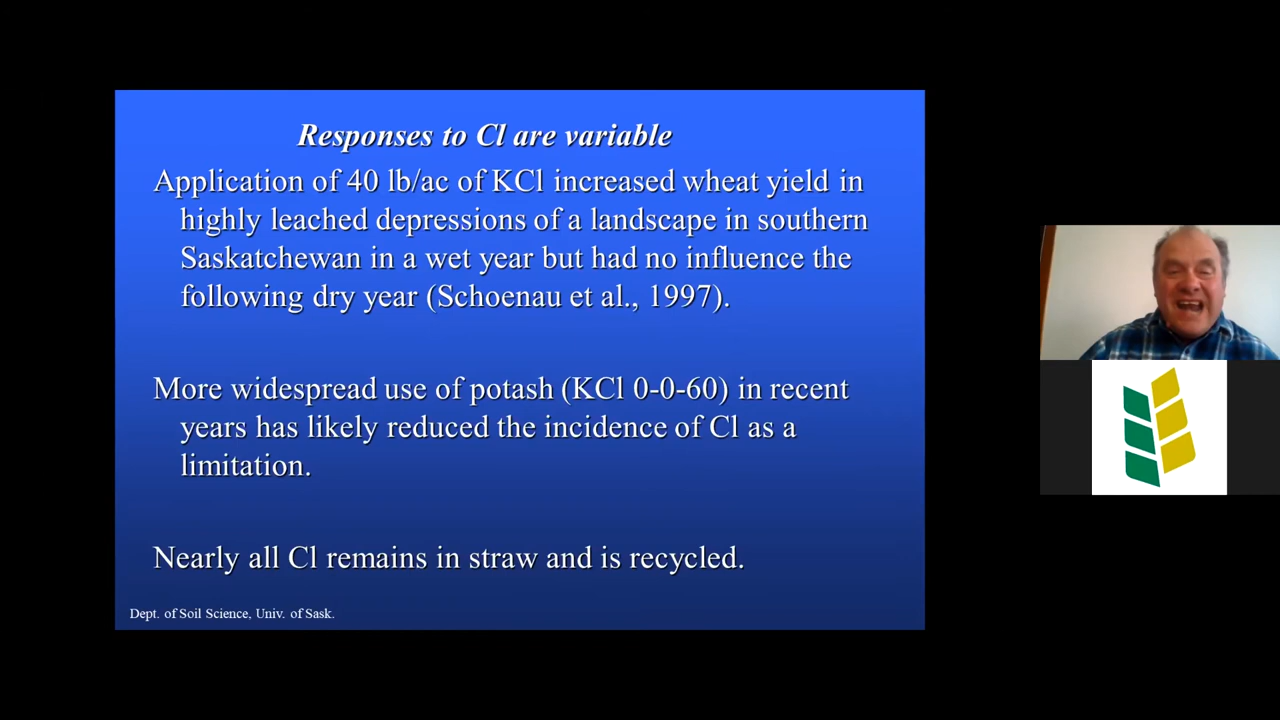 Responses to Cl are variable
Application of 40 lb/ac of KCl increased wheat yield in
highly leached depressions of a landscape in southern
Saskatchewan in a wet year but had no influence the
following dry year (Schoenau et al., 1997).
More widespread use of potash (KCl 0-0-60) in recent
years has likely reduced the incidence of Cl as a
limitation.
Nearly all Cl remains in straw and is recycled.
Dept. of Soil Science, Univ. of Sask.